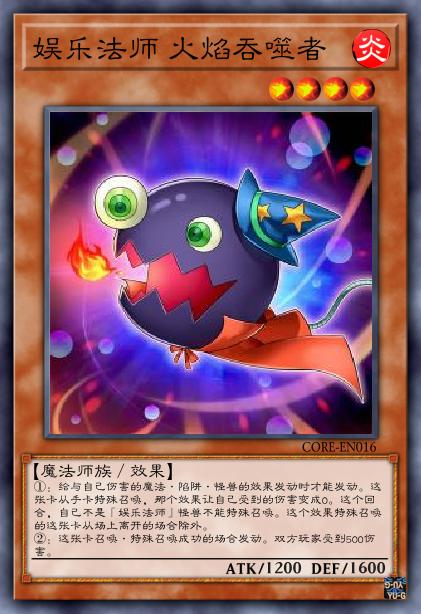 娱乐法师 火焰吞噬者
炎
CORE-EN016
【魔法师族/效果】
①：给与自己伤害的魔法·陷阱·怪兽的效果发动时才能发动。这
张卡从手卡特殊召唤，那个效果让自己受到的伤害变成0。这个回
合，自己不是「娱乐法师」怪兽不能特殊召唤。这个效果特殊召唤
的这张卡从场上离开的场合除外。
②：这张卡召唤·特殊召唤成功的场合发动。双方玩家受到500伤
害。
ATK/1200 DEF/1600